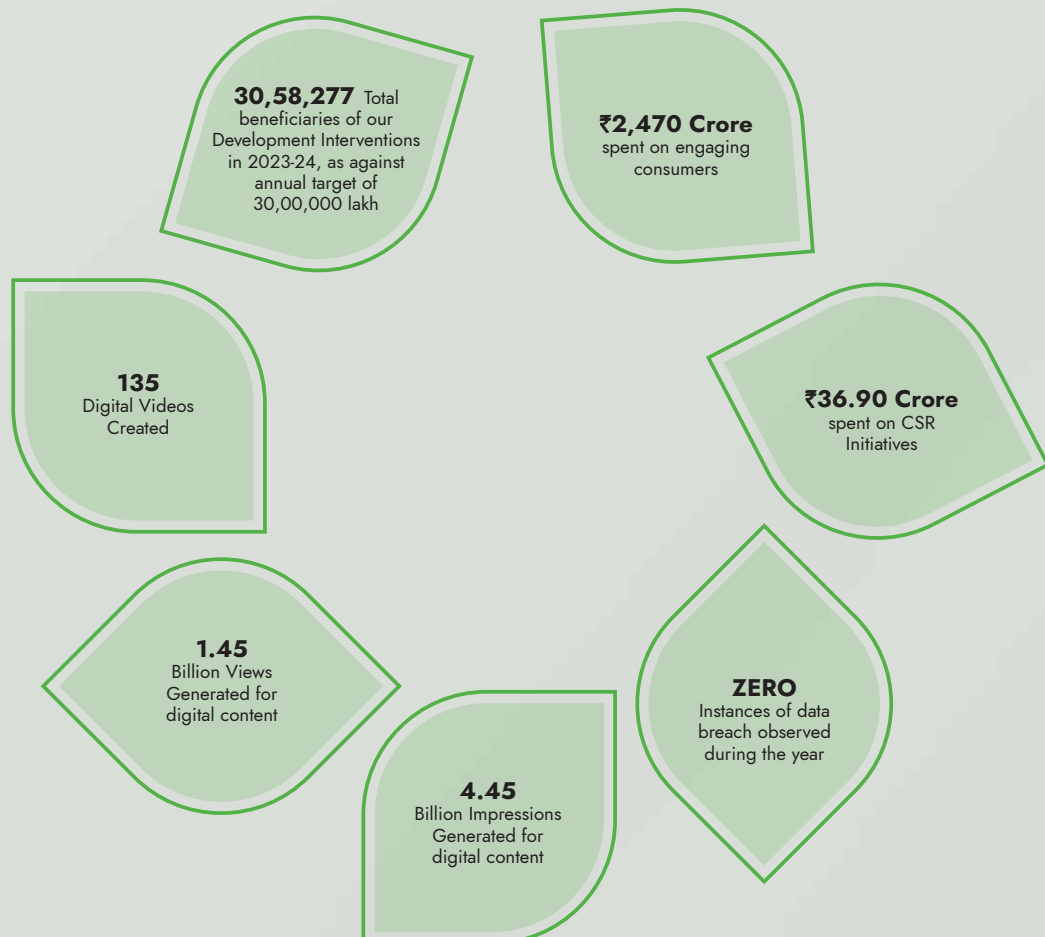 30,58,277 Total
beneficiaries of our
Development Interventions
in 2023-24, as against
annual target of
30,00,000 lakh
₹2,470 Crore
spent on engaging
consumers
135
Digital Videos
Created
₹36.90 Crore
spent on CSR
Initiatives
1.45
Billion Views
Generated for
digital content
ZERO
Instances of data
breach observed
during the year
4.45
Billion Impressions
Generated for
digital content